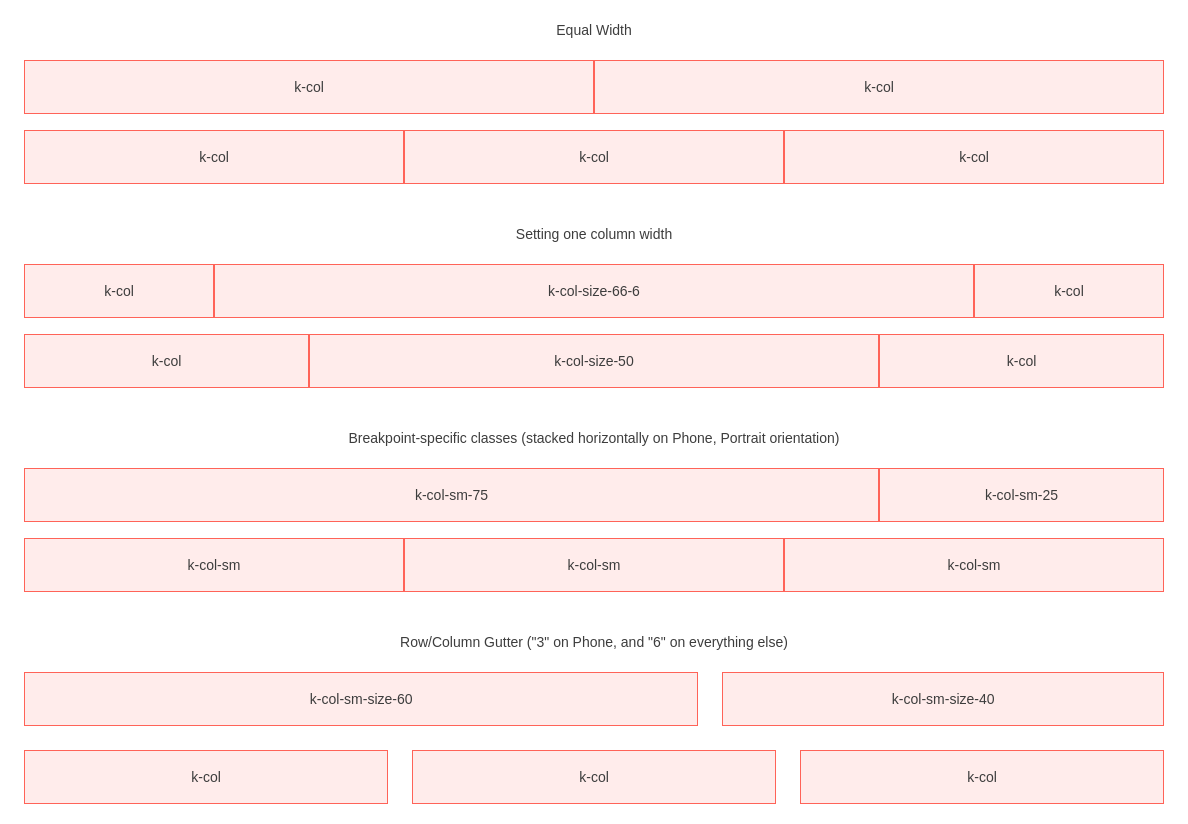 Equal Width
k-col k-col
k-col k-col k-col
Setting one column width
k-col k-col-size-66-6 k-col
k-col k-col-size-50 k-col
Breakpoint-specific classes (stacked horizontally on Phone, Portrait orientation)
k-col-sm-75 k-col-sm-25
k-col-sm k-col-sm k-col-sm
Row/Column Gutter ("3" on Phone, and "6" on everything else)
k-col-sm-size-60 k-col-sm-size-40
k-col k-col k-col